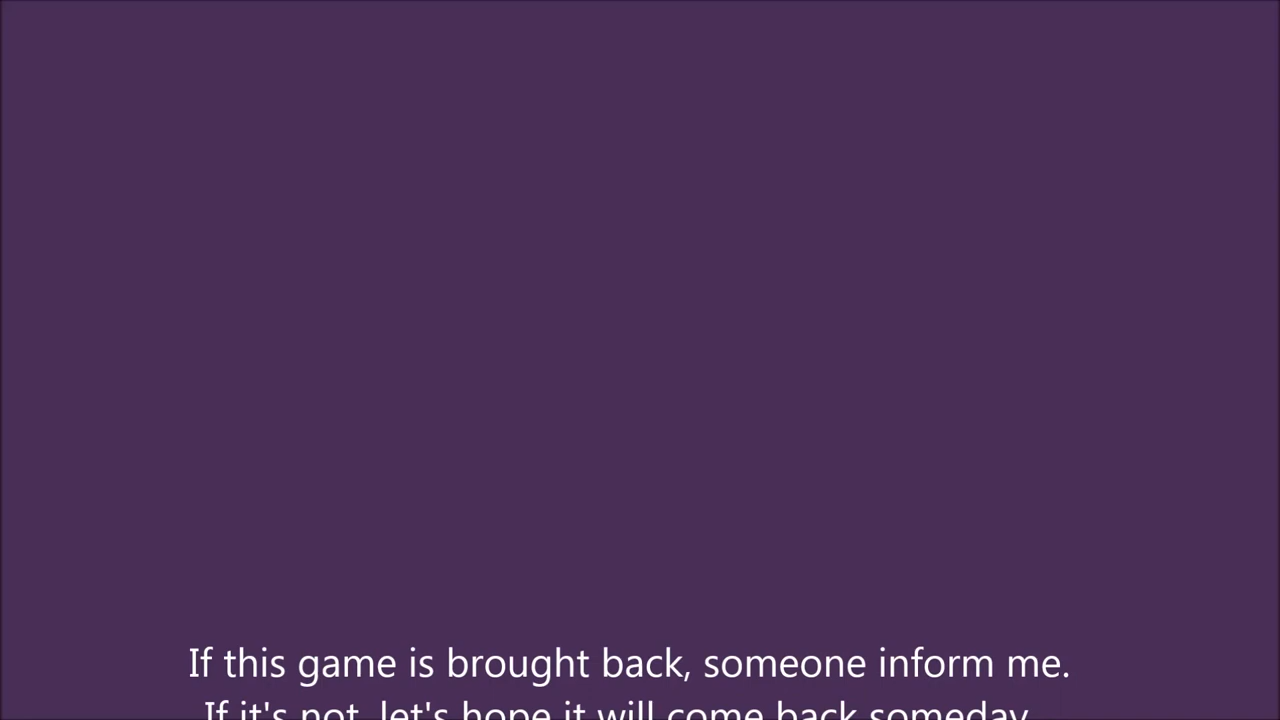 If this game is brought back, someone inform me.
If it's not, let's hope it will come back someday